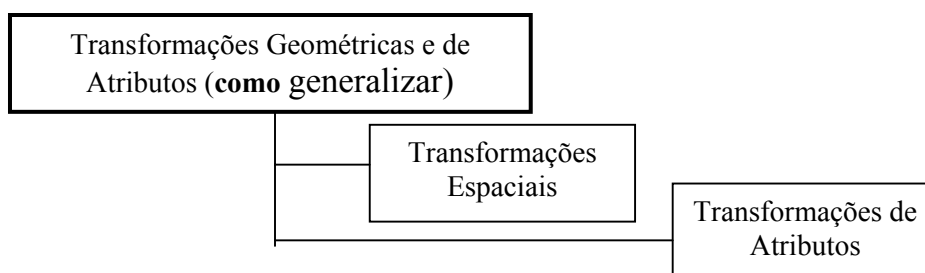 Transformações Geométricas e de
Atributos (como generalizar)
Transformações
Espaciais
Transformações de
Atributos